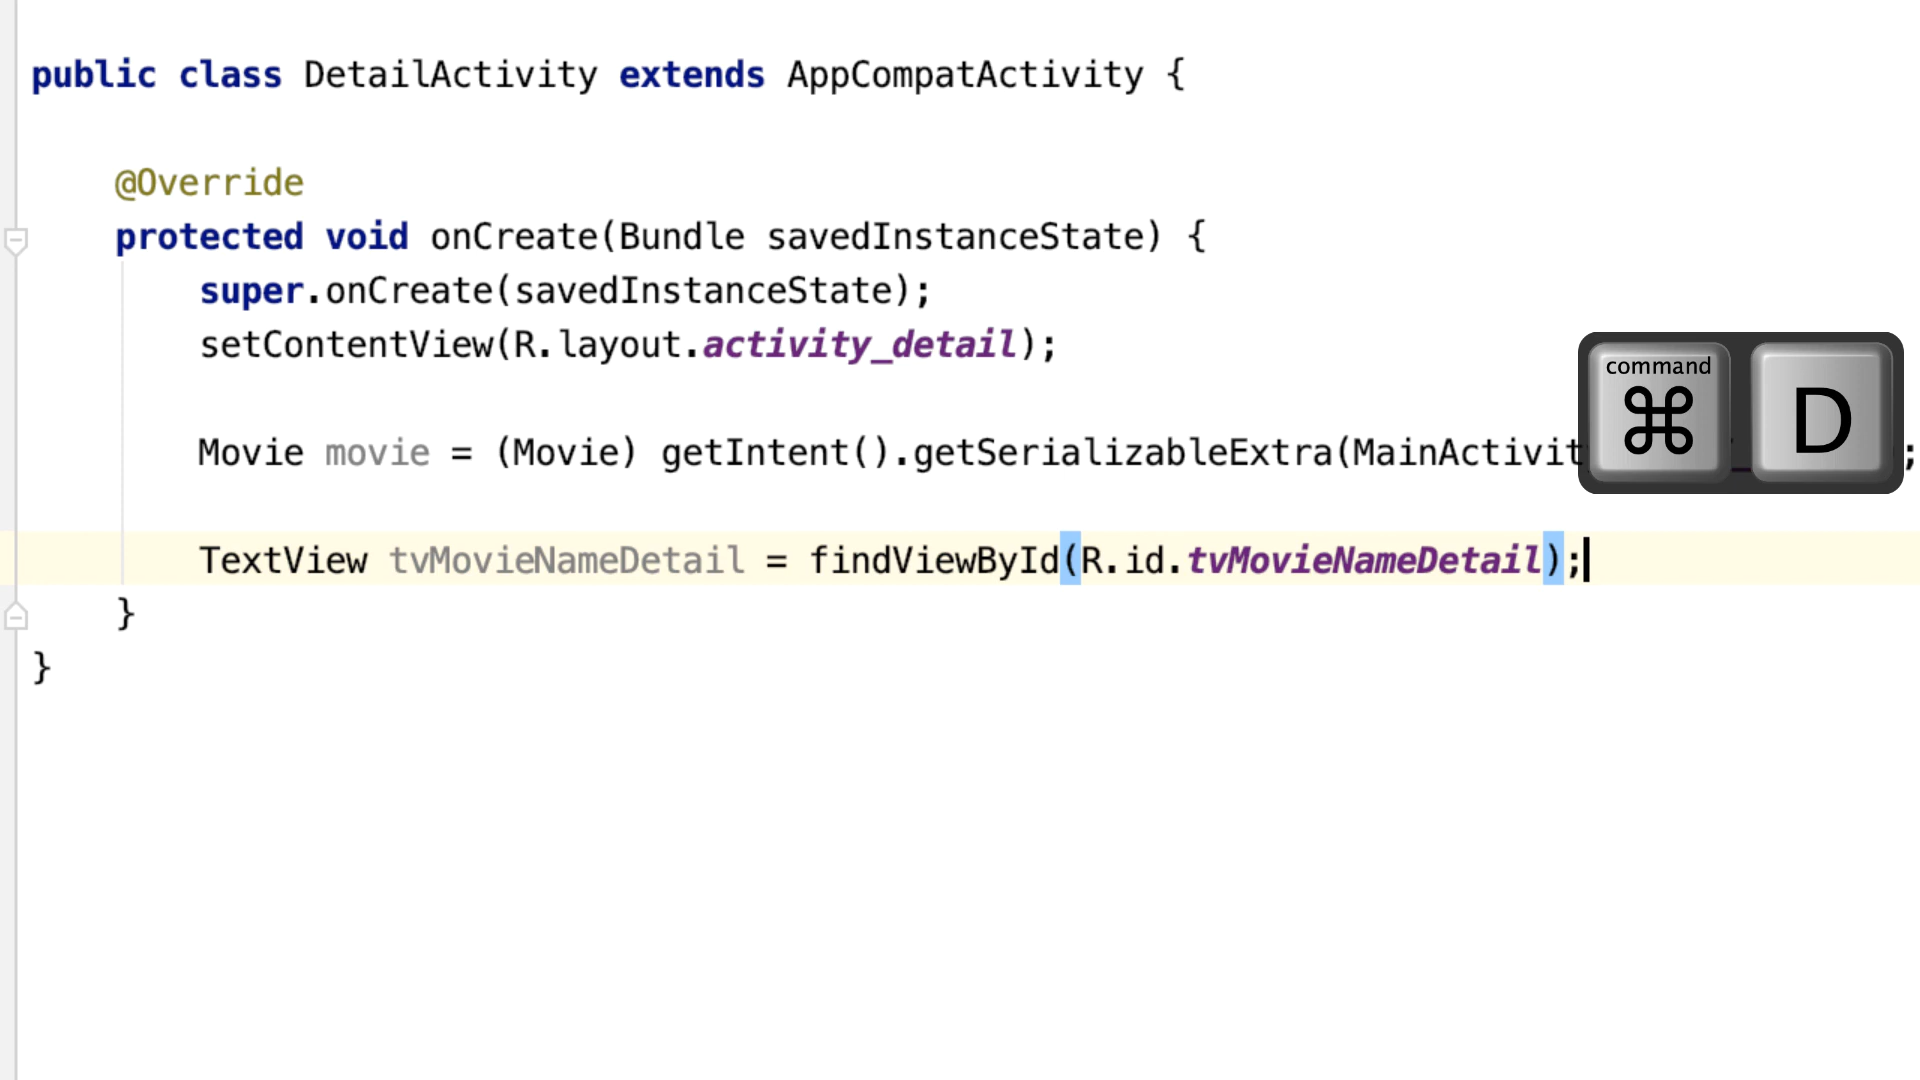 public class DetailActivity extends AppCompatActivity {
@Override
protected void onCreate(Bundle savedInstanceState) {
super.onCreate(savedInstanceState);
setContentView(R.layout.activity_detail);
command
⌘ D
Movie movie = (Movie) getIntent().getSerializableExtra(MainActivit ;
TextView tvMovieNameDetail = findViewById(R.id.tvMovieNameDetail);
}
}